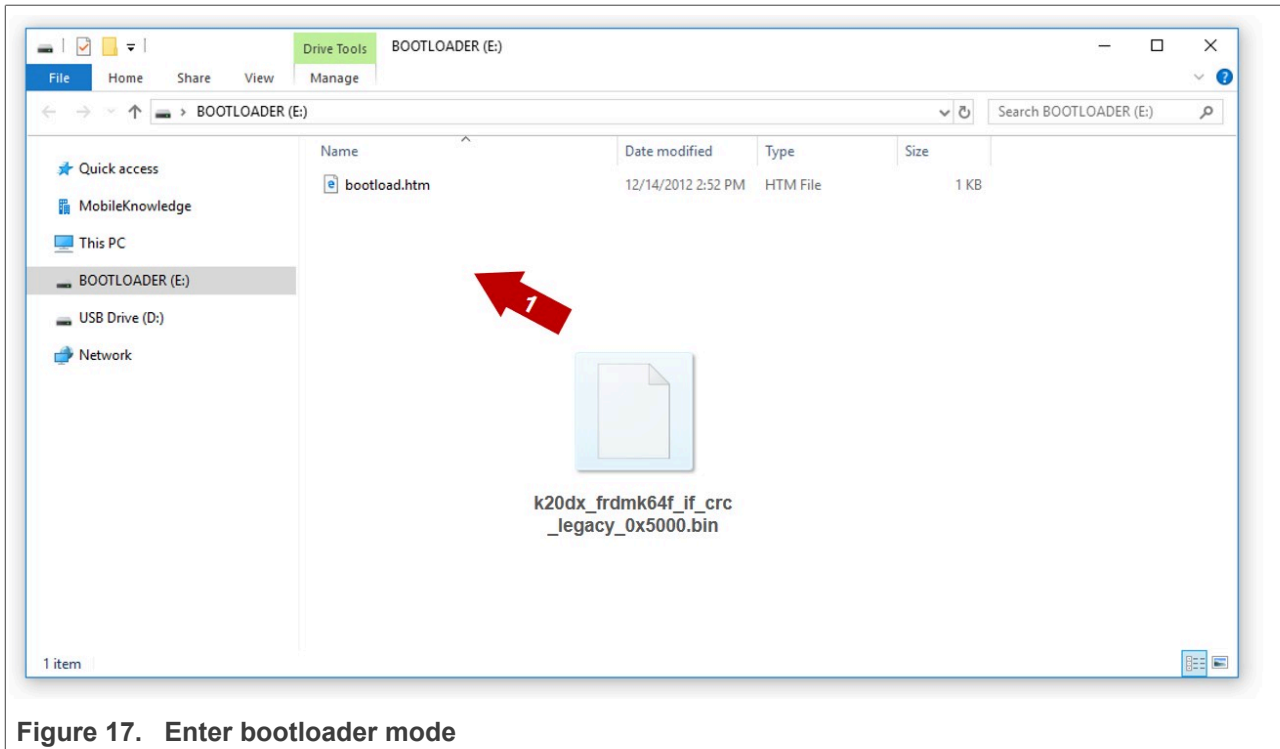 Drive Tools BOOTLOADER (E:)
File Home Share View Manage
BOOTLOADER (E:) Search BOOTLOADER (E:)
Name Date modified Type Size
Quick access
bootload.htm 12/14/2012 2:52 PM HTM File 1 KB
MobileKnowledge
This PC
BOOTLOADER (E:)
1
USB Drive (D:)
Network
k20dx_frdmk64f_if_crc
_legacy_0x5000.bin
1 item
Figure 17. Enter bootloader mode